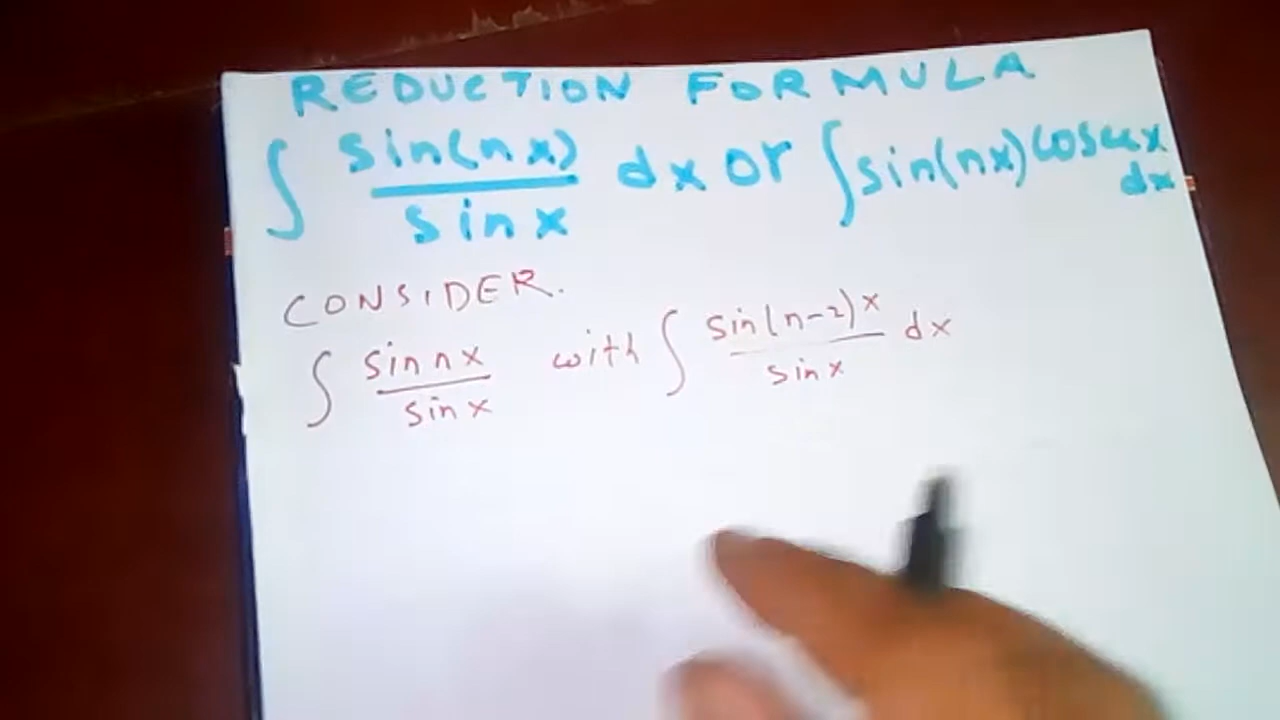 REDUCTION FORMULA
∫ sin(nx)/sin x dx or ∫ sin(nx) cosecx dx
CONSIDER.
∫ sin nx/sin x with ∫ sin(n-2)x/sin x dx